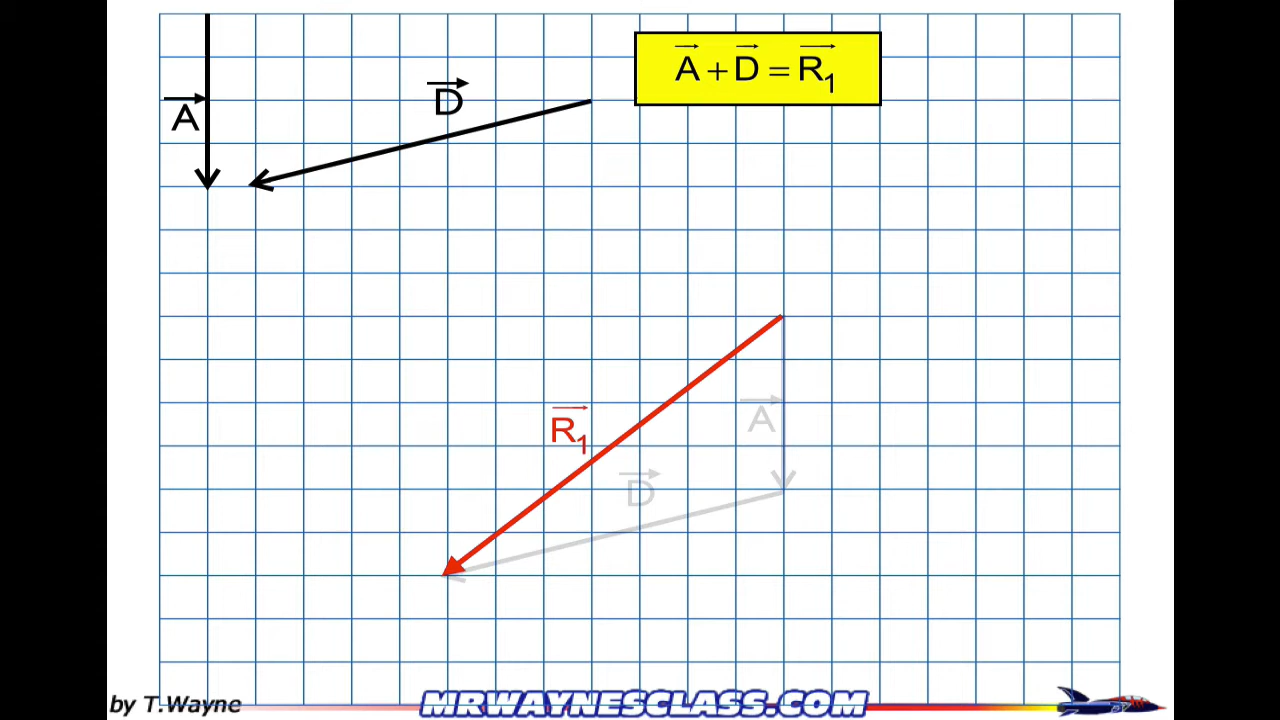 A + D = R1
D
A
A
R1
D
by T.Wayne
MRWAYNESCLASS.COM